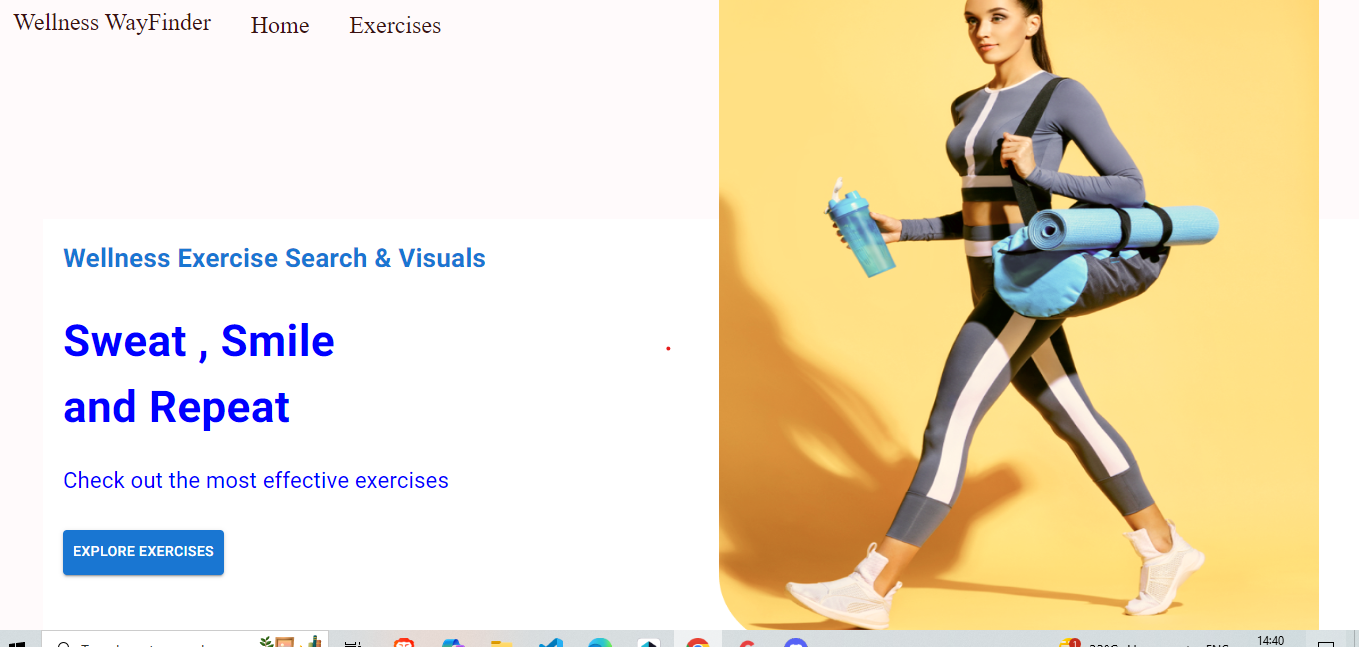 Wellness WayFinder Home Exercises
Wellness Exercise Search & Visuals
Sweat , Smile
and Repeat
Check out the most effective exercises
EXPLORE EXERCISES
14:40